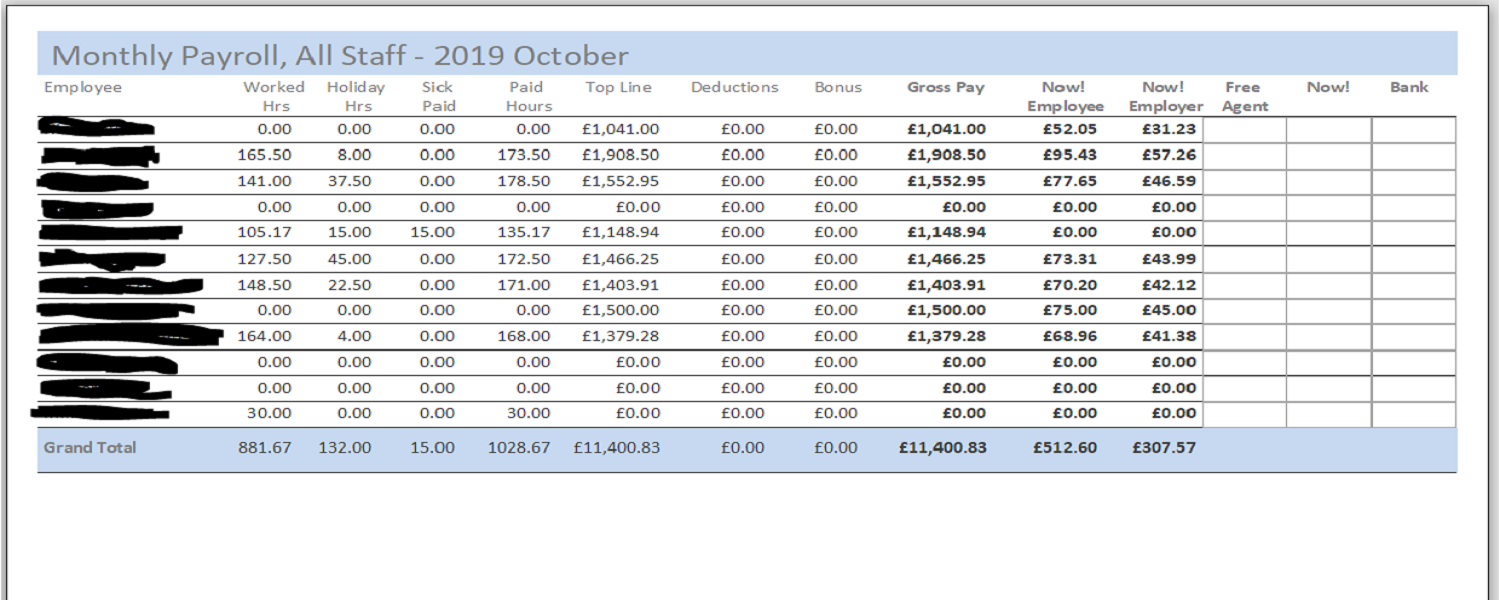 Monthly Payroll, All Staff - 2019 October
Employee Worked Hrs Holiday Hrs Sick Paid Paid Hours Top Line Deductions Bonus Gross Pay Now! Employee Now! Employer Free Agent Now! Bank
0.00 0.00 0.00 0.00 £1,041.00 £0.00 £0.00 £1,041.00 £52.05 £31.23
165.50 8.00 0.00 173.50 £1,908.50 £0.00 £0.00 £1,908.50 £95.43 £57.26
141.00 37.50 0.00 178.50 £1,552.95 £0.00 £0.00 £1,552.95 £77.65 £46.59
0.00 0.00 0.00 0.00 £0.00 £0.00 £0.00 £0.00 £0.00 £0.00
105.17 15.00 15.00 135.17 £1,148.94 £0.00 £0.00 £1,148.94 £0.00 £0.00
127.50 45.00 0.00 172.50 £1,466.25 £0.00 £0.00 £1,466.25 £73.31 £43.99
148.50 22.50 0.00 171.00 £1,403.91 £0.00 £0.00 £1,403.91 £70.20 £42.12
0.00 0.00 0.00 0.00 £1,500.00 £0.00 £0.00 £1,500.00 £75.00 £45.00
164.00 4.00 0.00 168.00 £1,379.28 £0.00 £0.00 £1,379.28 £68.96 £41.38
0.00 0.00 0.00 0.00 £0.00 £0.00 £0.00 £0.00 £0.00 £0.00
0.00 0.00 0.00 0.00 £0.00 £0.00 £0.00 £0.00 £0.00 £0.00
30.00 0.00 0.00 30.00 £0.00 £0.00 £0.00 £0.00 £0.00 £0.00
Grand Total 881.67 132.00 15.00 1028.67 £11,400.83 £0.00 £0.00 £11,400.83 £512.60 £307.57